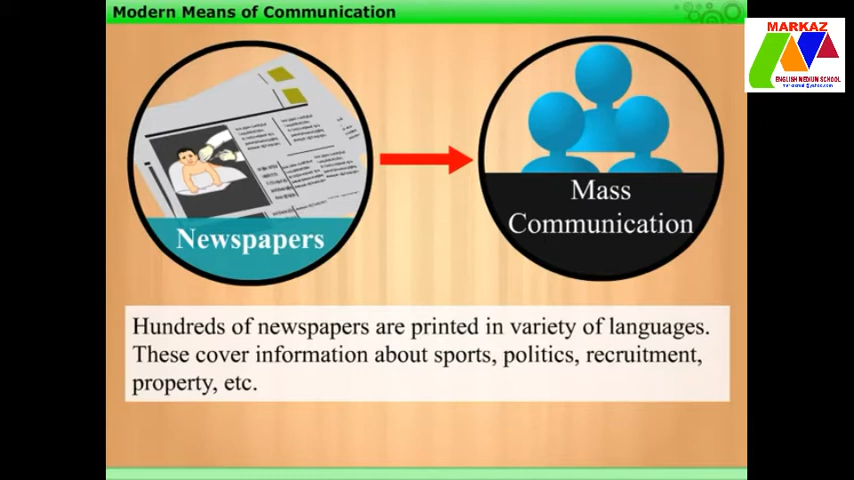 Modern Means of Communication
MARKAZ
ENGLISH MEDIUM SCHOOL
Newspapers
Mass
Communication
Hundreds of newspapers are printed in variety of languages.
These cover information about sports, politics, recruitment,
property, etc.